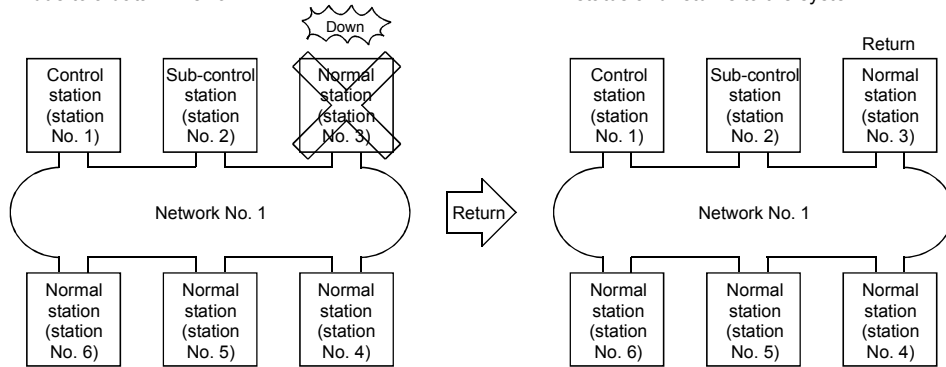 Down
Control
station
(station
No. 1)
Sub-control
station
(station
No. 2)
Normal
station
(station
No. 3)
Network No. 1
Normal
station
(station
No. 6)
Normal
station
(station
No. 5)
Normal
station
(station
No. 4)
Return
Return
Control
station
(station
No. 1)
Sub-control
station
(station
No. 2)
Normal
station
(station
No. 3)
Network No. 1
Normal
station
(station
No. 6)
Normal
station
(station
No. 5)
Normal
station
(station
No. 4)